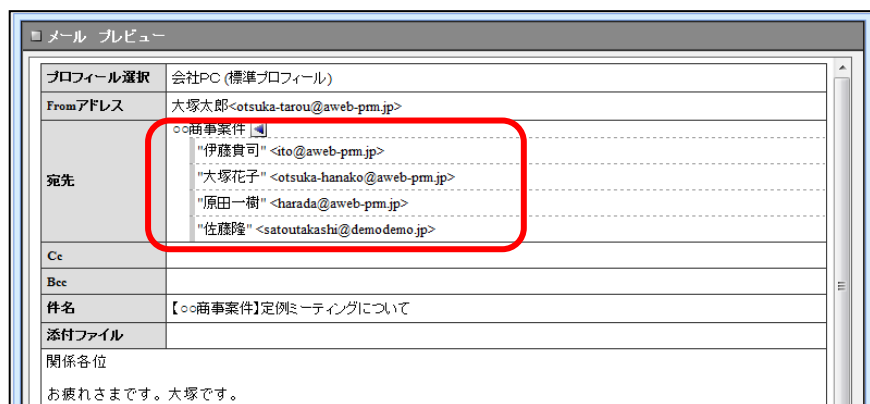 メール プレビュー
プロフィール選択 会社PC (標準プロフィール)
Fromアドレス 大塚太郎<otsuka-tarou@aweb-prm.jp>
○○商事案件
宛先
"伊藤貴司" <ito@aweb-prm.jp>
"大塚花子" <otsuka-hanako@aweb-prm.jp>
"原田一樹" <harada@aweb-prm.jp>
"佐藤隆" <satoutakashi@demodemo.jp>
Cc
Bcc
件名 【○○商事案件】定例ミーティングについて
添付ファイル
関係各位
お疲れさまです。大塚です。